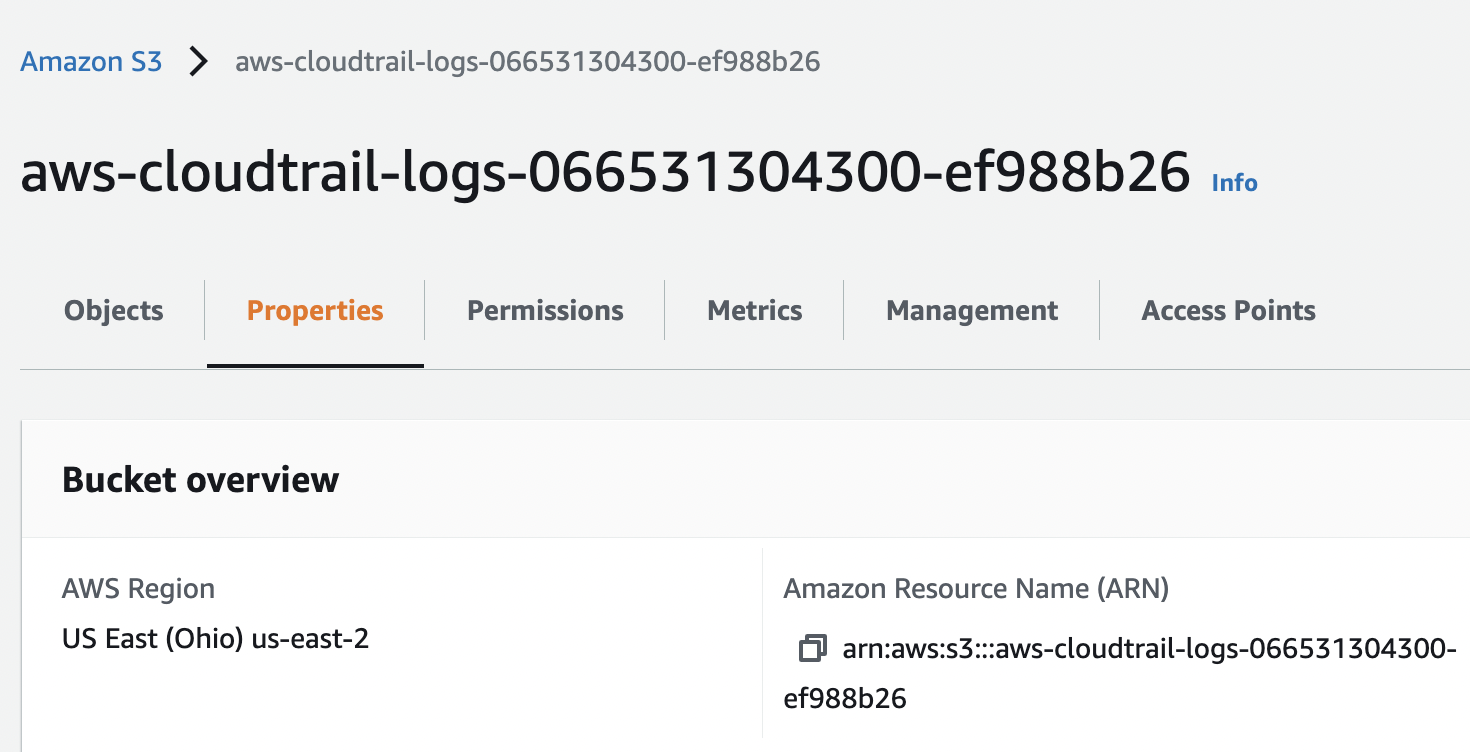 Amazon S3 > aws-cloudtrail-logs-066531304300-ef988b26
aws-cloudtrail-logs-066531304300-ef988b26 Info
Objects Properties Permissions Metrics Management Access Points
Bucket overview
AWS Region
US East (Ohio) us-east-2
Amazon Resource Name (ARN)
arn:aws:s3:::aws-cloudtrail-logs-066531304300-
ef988b26